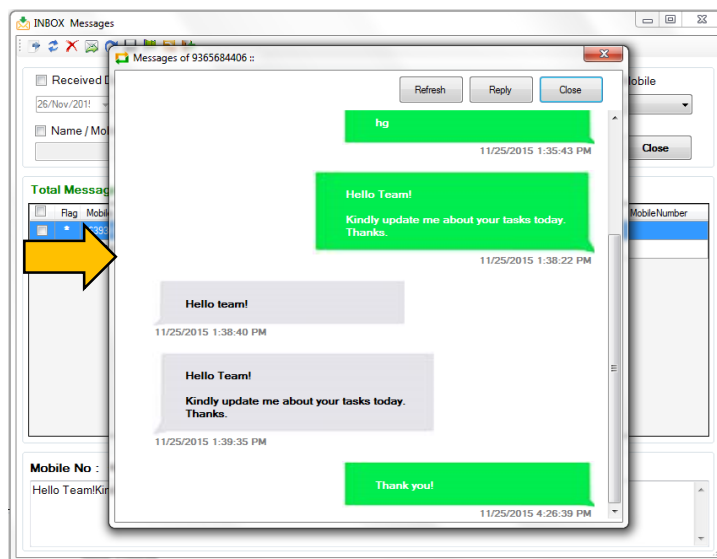 INBOX Messages
Messages of 9365684406 ::
Received
Mobile
Refresh
Reply
Close
26/Nov/201
Name / Mo
Close
hg
11/25/2015 1:35:43 PM
Total Messag
Flag
MobileNumber
Hello Team!
Kindly update me about your tasks today.
Thanks.
11/25/2015 1:38:22 PM
Hello team!
11/25/2015 1:38:40 PM
Hello Team!
Kindly update me about your tasks today.
Thanks.
11/25/2015 1:39:35 PM
Mobile No :
Hello Team!Kin
Thank you!
11/25/2015 4:26:39 PM